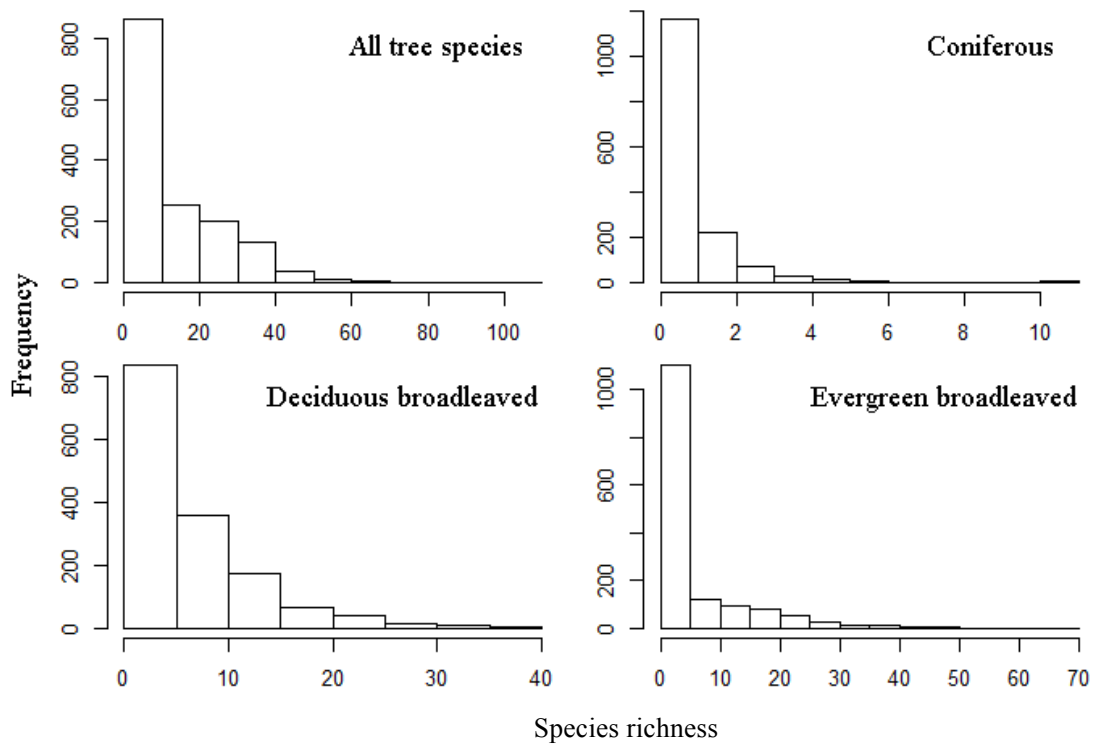 All tree species
800
600
400
200
0
0 20 40 60 80 100
Coniferous
1000
600
200
0
0 2 4 6 8 10
Frequency
Deciduous broadleaved
800
600
400
200
0
0 10 20 30 40
Evergreen broadleaved
1000
600
200
0
0 10 20 30 40 50 60 70
Species richness